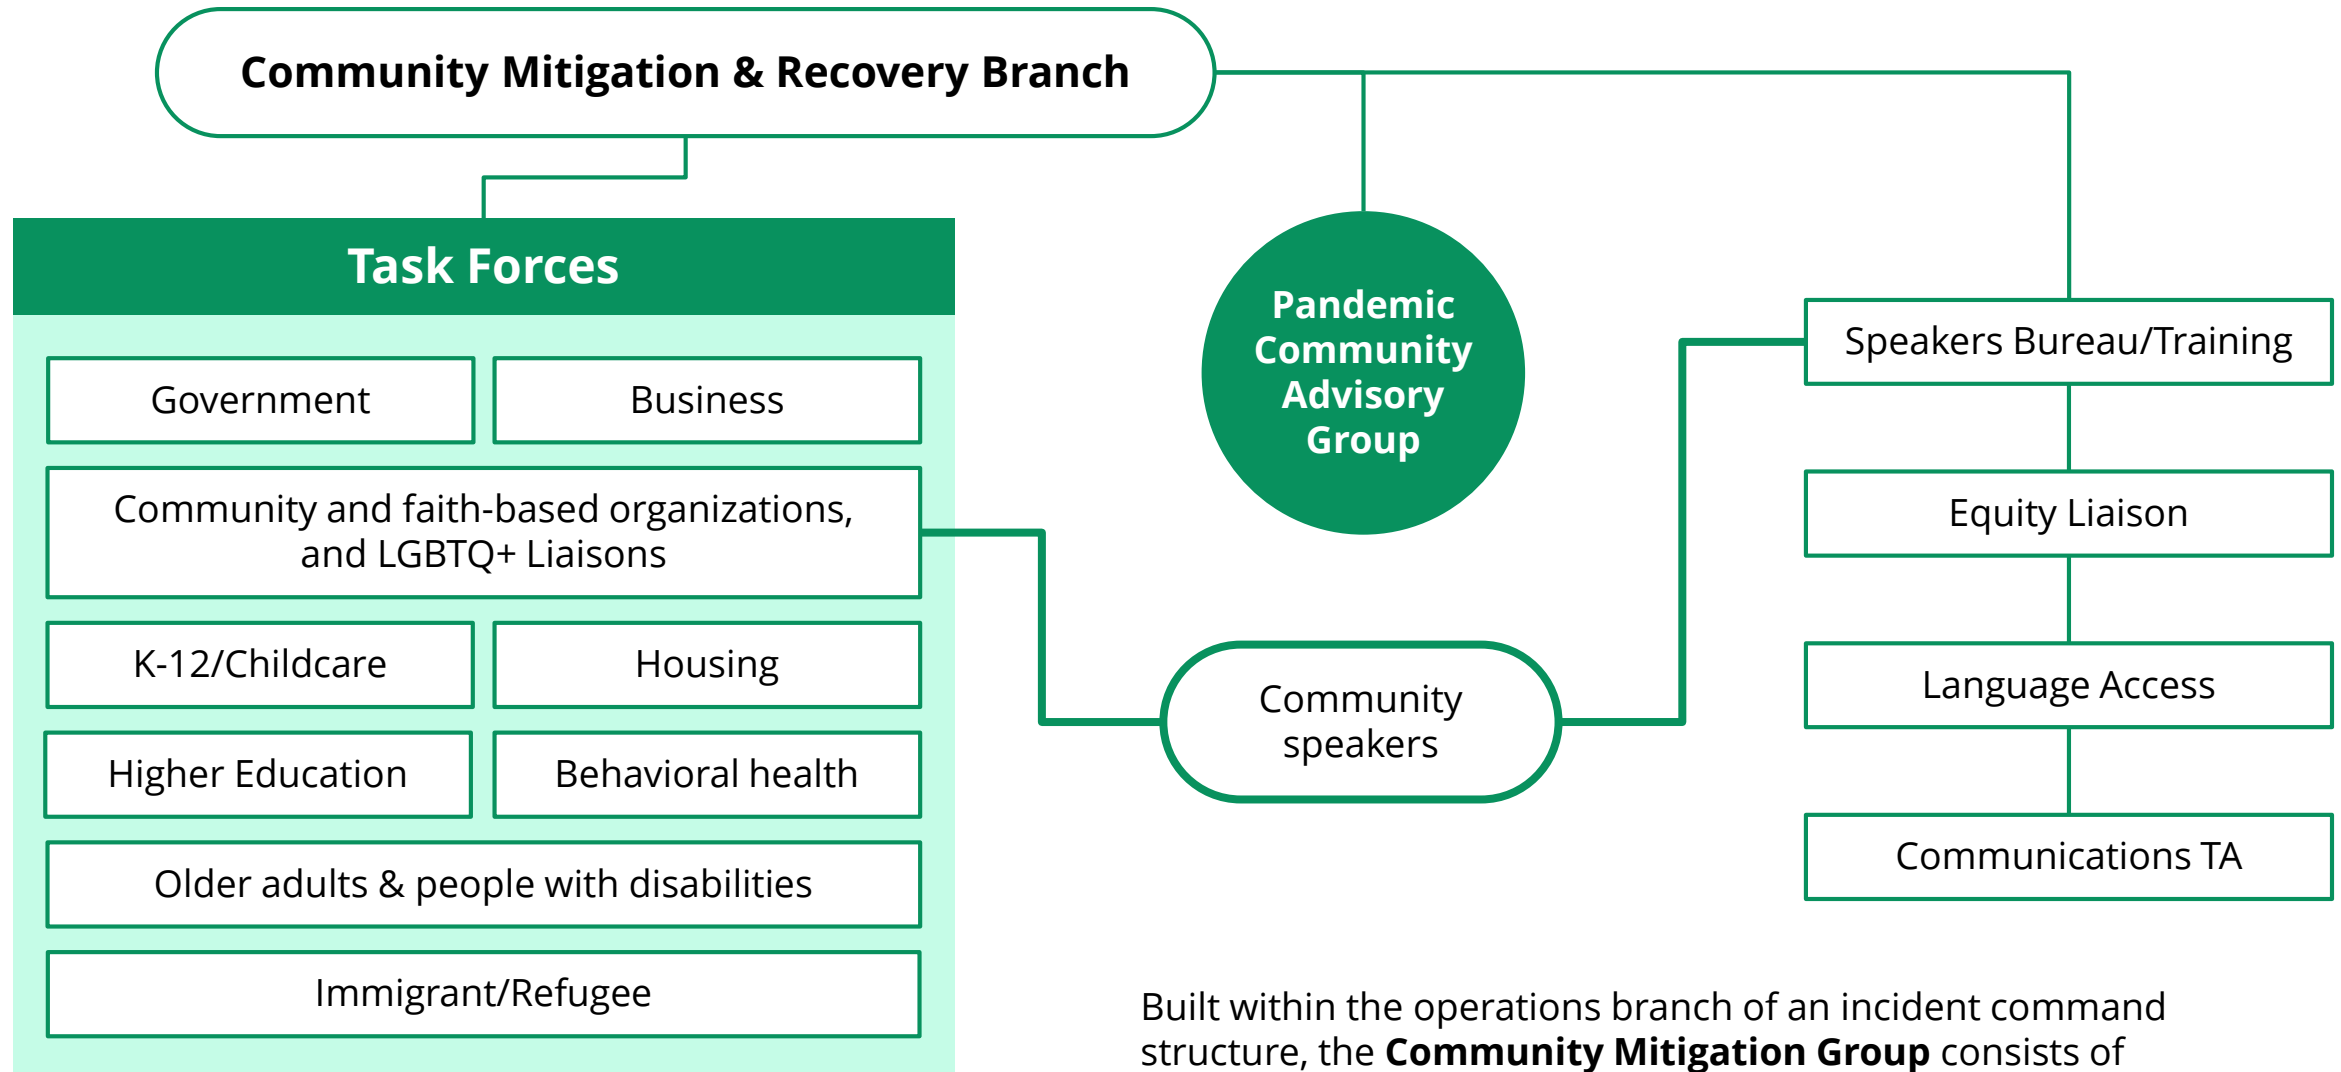 Community Mitigation & Recovery Branch
Task Forces
Government
Business
Community and faith-based organizations,
and LGBTQ+ Liaisons
K-12/Childcare
Housing
Higher Education
Behavioral health
Older adults & people with disabilities
Immigrant/Refugee
Pandemic
Community
Advisory
Group
Community
speakers
Speakers Bureau/Training
Equity Liaison
Language Access
Communications TA
Built within the operations branch of an incident command
structure, the Community Mitigation Group consists of